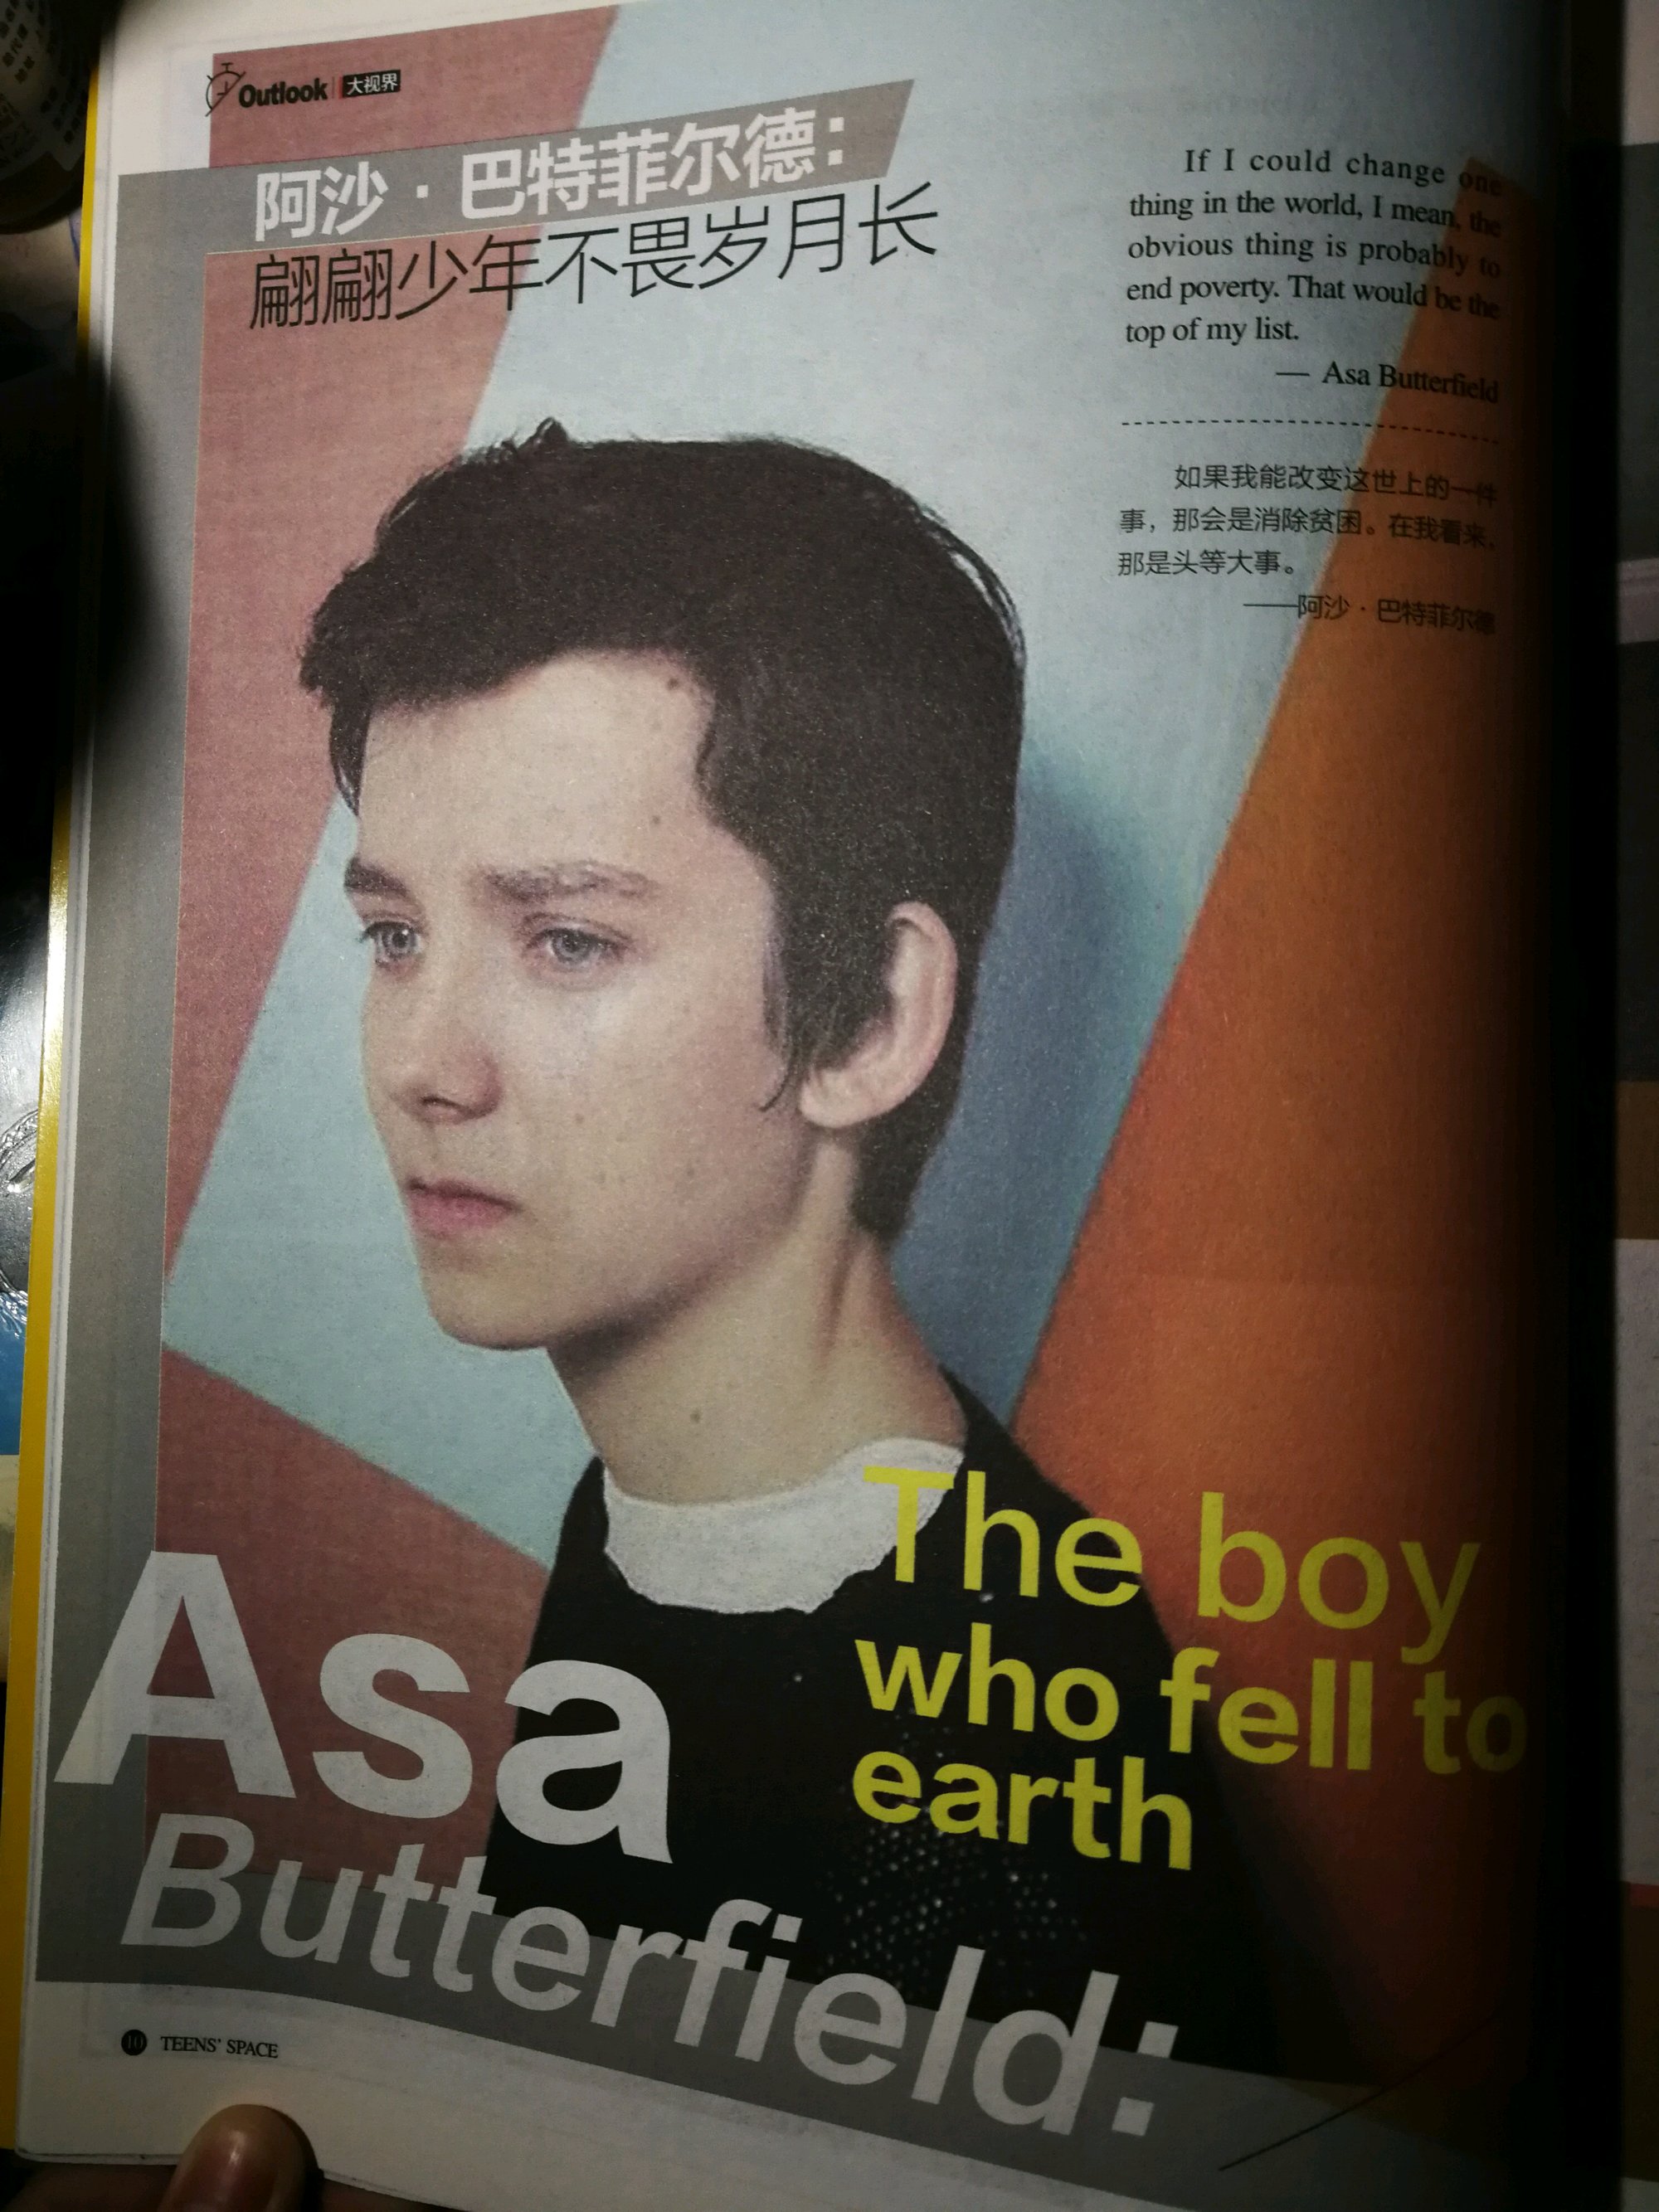 Outlook 大视界
阿沙·巴特菲尔德：
翩翩少年不畏岁月长
If I could change one
thing in the world, I mean, the
obvious thing is probably to
end poverty. That would be the
top of my list.
— Asa Butterfield
如果我能改变这世上的一件
事，那会是消除贫困。在我看来，
那是头等大事。
——阿沙·巴特菲尔德
The boy
who fell to
earth
Asa
Butterfield:
10 TEENS' SPACE